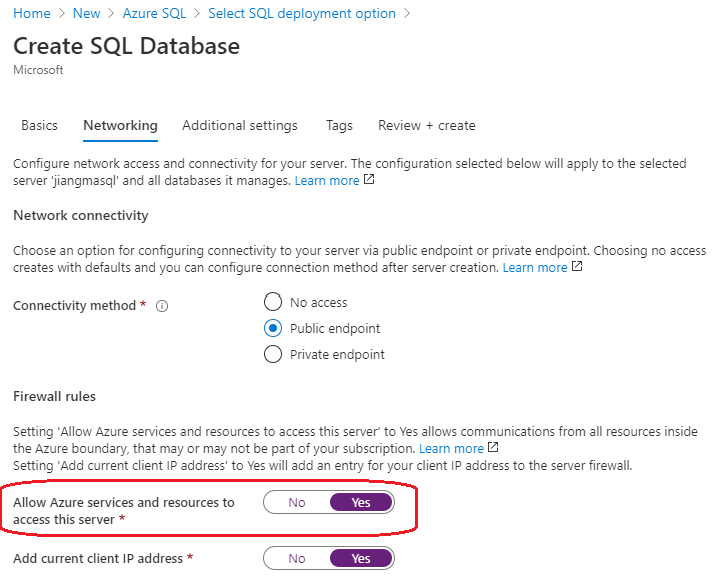 Home > New > Azure SQL > Select SQL deployment option >
Create SQL Database
Microsoft
Basics Networking Additional settings Tags Review + create
Configure network access and connectivity for your server. The configuration selected below will apply to the selected
server 'jiangmasql' and all databases it manages. Learn more
Network connectivity
Choose an option for configuring connectivity to your server via public endpoint or private endpoint. Choosing no access
creates with defaults and you can configure connection method after server creation. Learn more
Connectivity method * No access
Public endpoint
Private endpoint
Firewall rules
Setting 'Allow Azure services and resources to access this server' to Yes allows communications from all resources inside
the Azure boundary, that may or may not be part of your subscription. Learn more
Setting 'Add current client IP address' to Yes will add an entry for your client IP address to the server firewall.
Allow Azure services and resources to No Yes
access this server *
Add current client IP address * No Yes